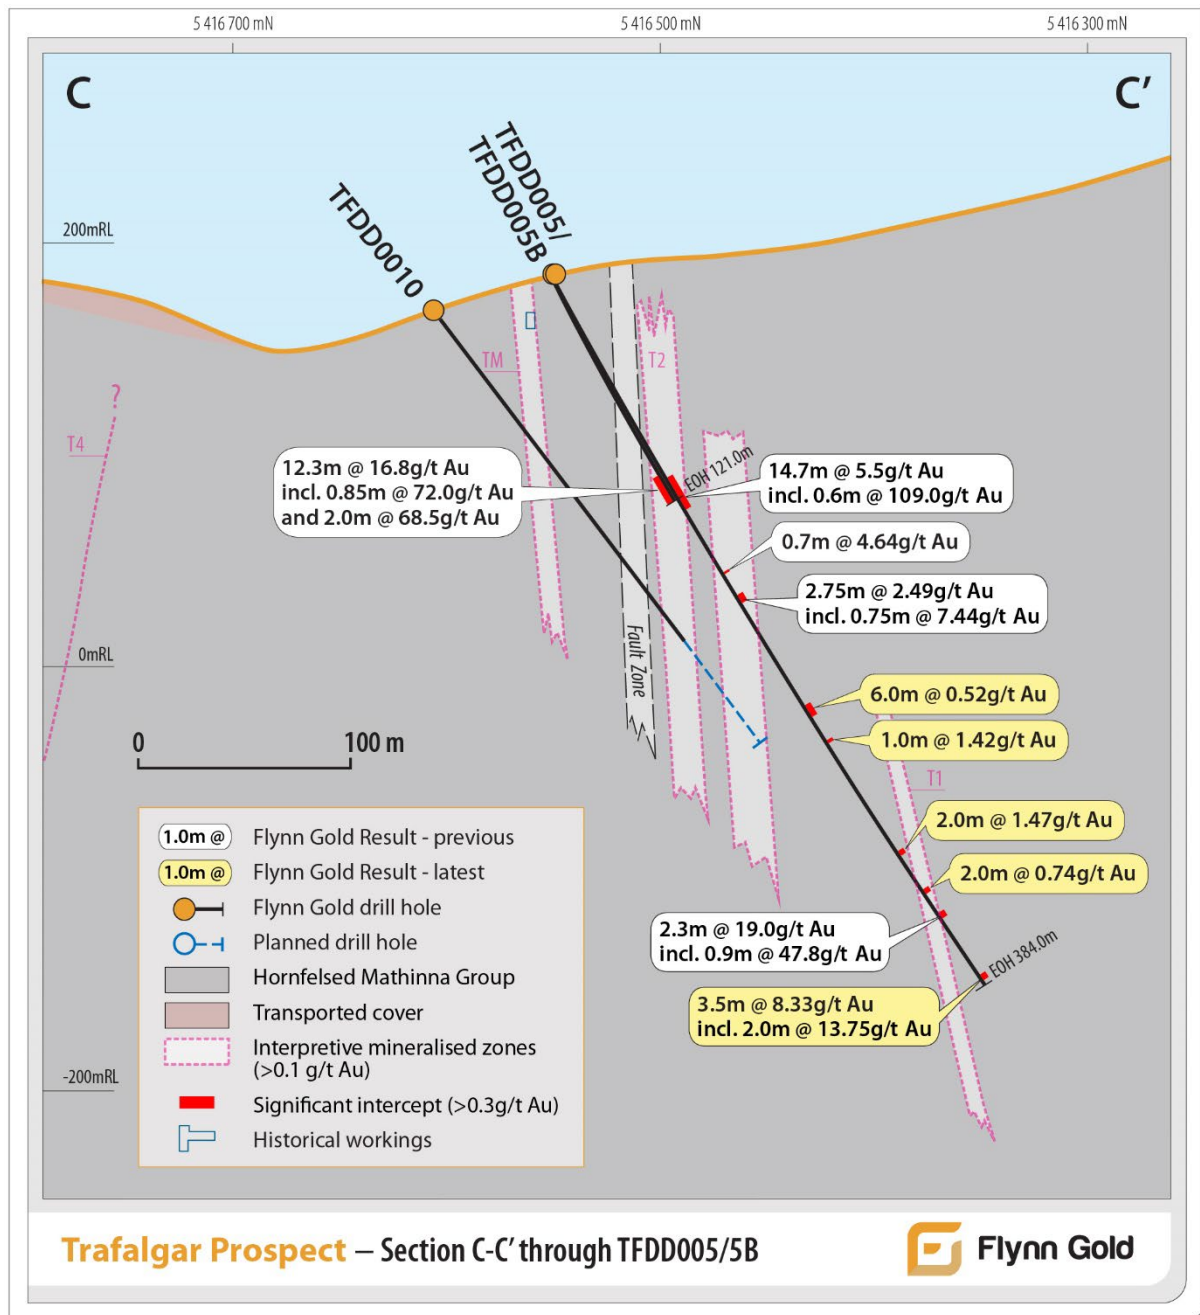 5 416 700 mN
5 416 500 mN
5 416 300 mN
C
C'
TFDD005/
TFDD005B
TFDD0010
200mRL
TM
T2
T4
?
12.3m @ 16.8g/t Au
incl. 0.85m @ 72.0g/t Au
and 2.0m @ 68.5g/t Au
EOH 121.0m
14.7m @ 5.5g/t Au
incl. 0.6m @ 109.0g/t Au
0.7m @ 4.64g/t Au
2.75m @ 2.49g/t Au
incl. 0.75m @ 7.44g/t Au
Fault Zone
0mRL
6.0m @ 0.52g/t Au
1.0m @ 1.42g/t Au
0
100 m
T1
2.0m @ 1.47g/t Au
2.0m @ 0.74g/t Au
2.3m @ 19.0g/t Au
incl. 0.9m @ 47.8g/t Au
EOH 384.0m
3.5m @ 8.33g/t Au
incl. 2.0m @ 13.75g/t Au
-200mRL
1.0m @ Flynn Gold Result - previous
1.0m @ Flynn Gold Result - latest
Flynn Gold drill hole
Planned drill hole
Hornfelsed Mathinna Group
Transported cover
Interpretive mineralised zones
(>0.1 g/t Au)
Significant intercept (>0.3g/t Au)
Historical workings
Trafalgar Prospect – Section C-C' through TFDD005/5B
Flynn Gold